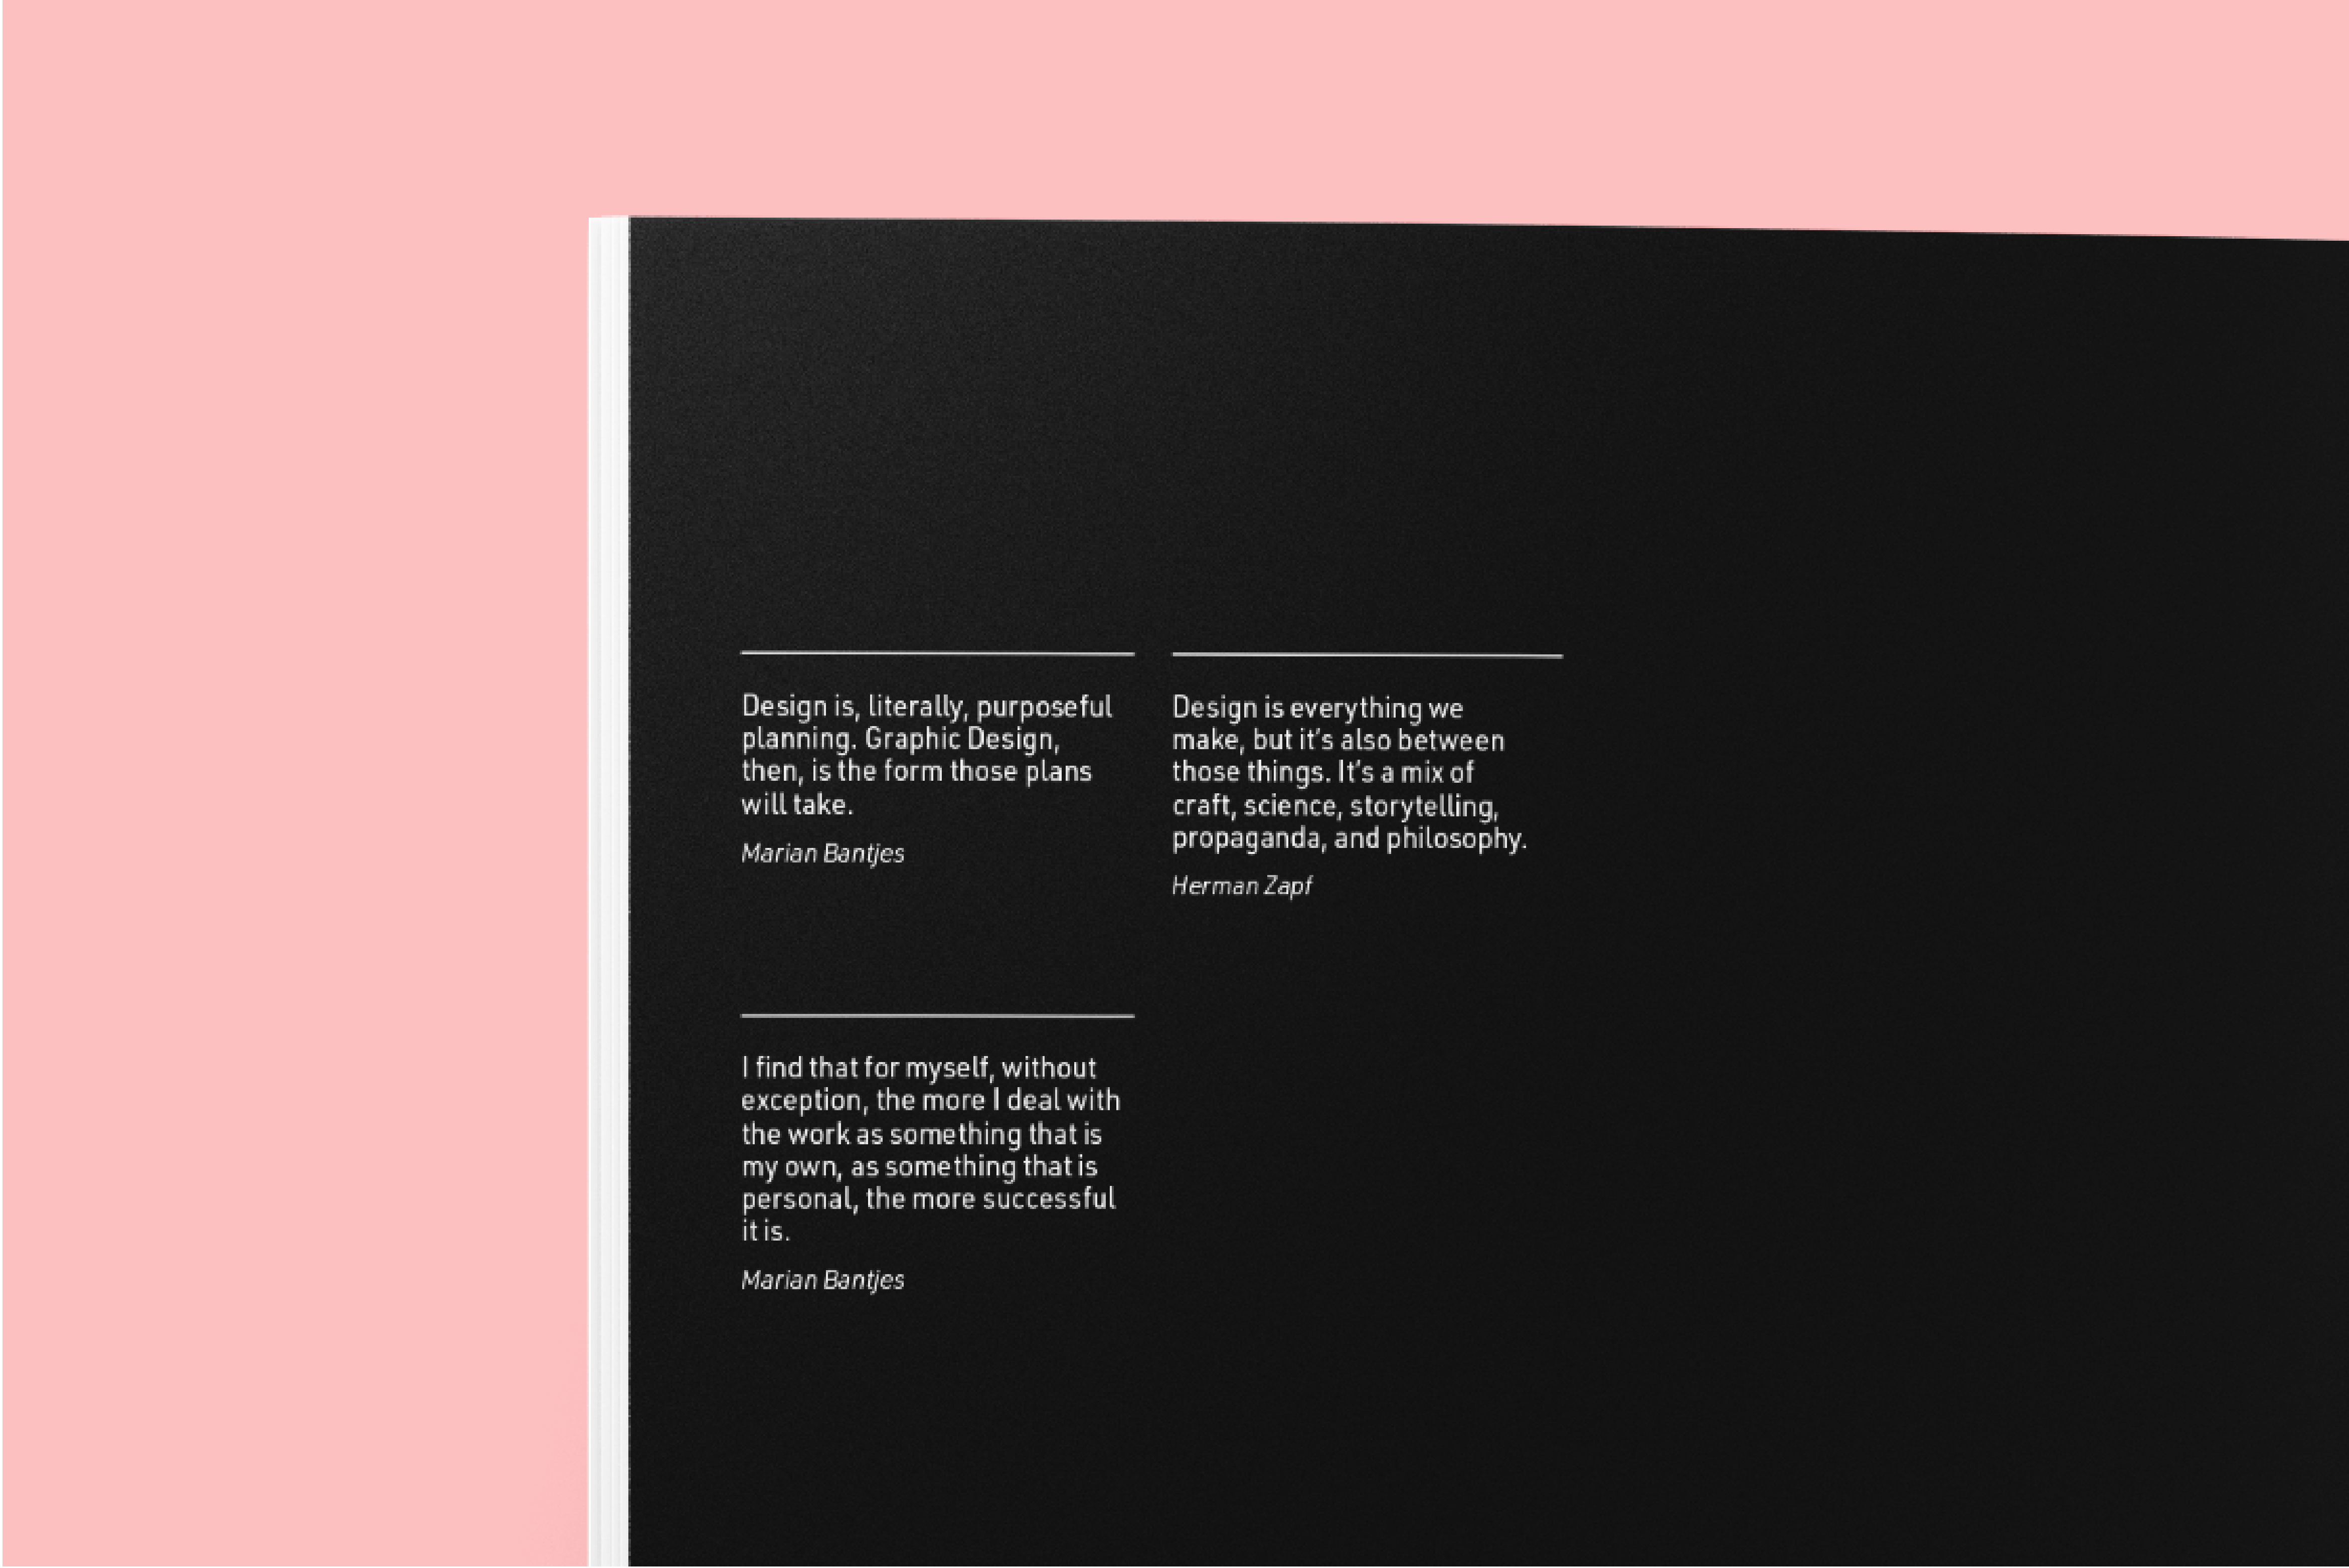 Design is, literally, purposeful
planning. Graphic Design,
then, is the form those plans
will take.
Marian Bantjes
Design is everything we
make, but it's also between
those things. It's a mix of
craft, science, storytelling,
propaganda, and philosophy.
Herman Zapf
I find that for myself, without
exception, the more I deal with
the work as something that is
my own, as something that is
personal, the more successful
it is.
Marian Bantjes